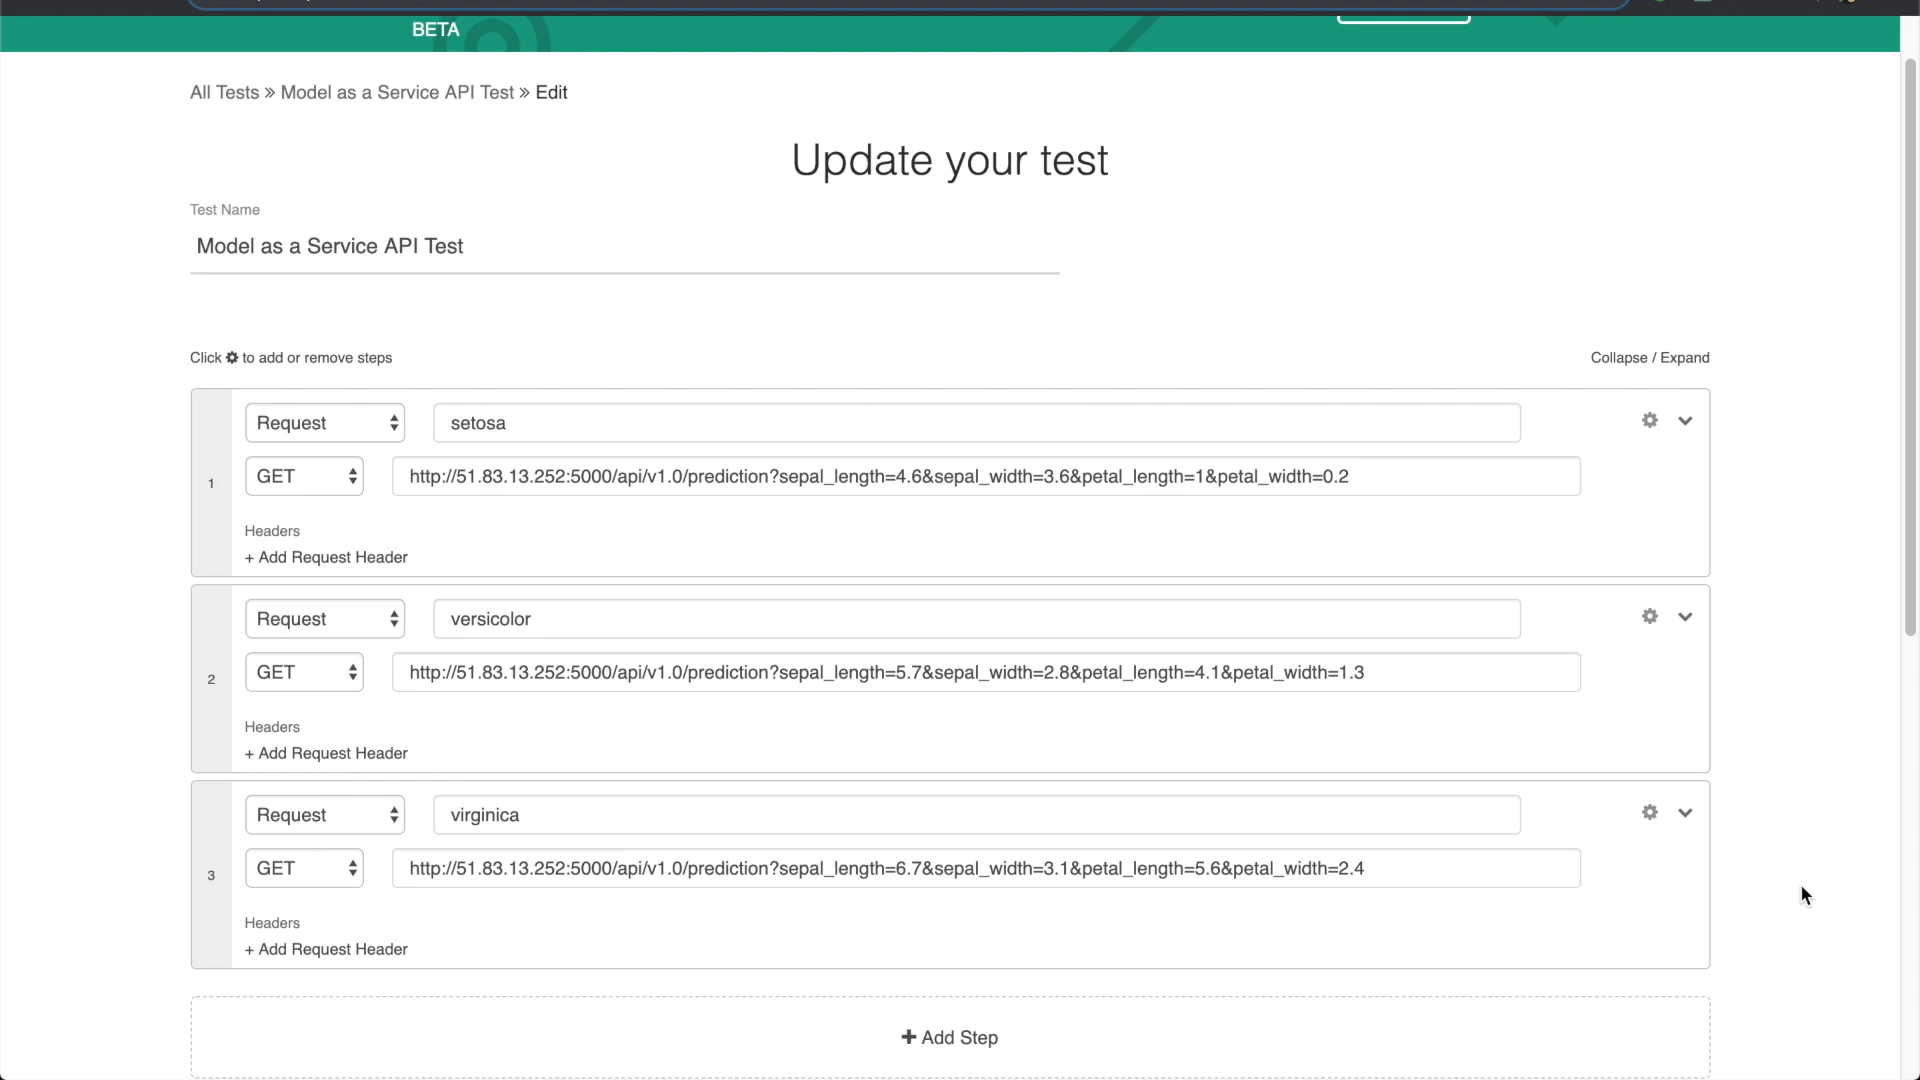 BETA
All Tests » Model as a Service API Test » Edit
Update your test
Test Name
Model as a Service API Test
Click to add or remove steps
Collapse / Expand
1
Request
setosa
GET
http://51.83.13.252:5000/api/v1.0/prediction?sepal_length=4.6&sepal_width=3.6&petal_length=1&petal_width=0.2
Headers
+ Add Request Header
2
Request
versicolor
GET
http://51.83.13.252:5000/api/v1.0/prediction?sepal_length=5.7&sepal_width=2.8&petal_length=4.1&petal_width=1.3
Headers
+ Add Request Header
3
Request
virginica
GET
http://51.83.13.252:5000/api/v1.0/prediction?sepal_length=6.7&sepal_width=3.1&petal_length=5.6&petal_width=2.4
Headers
+ Add Request Header
+ Add Step